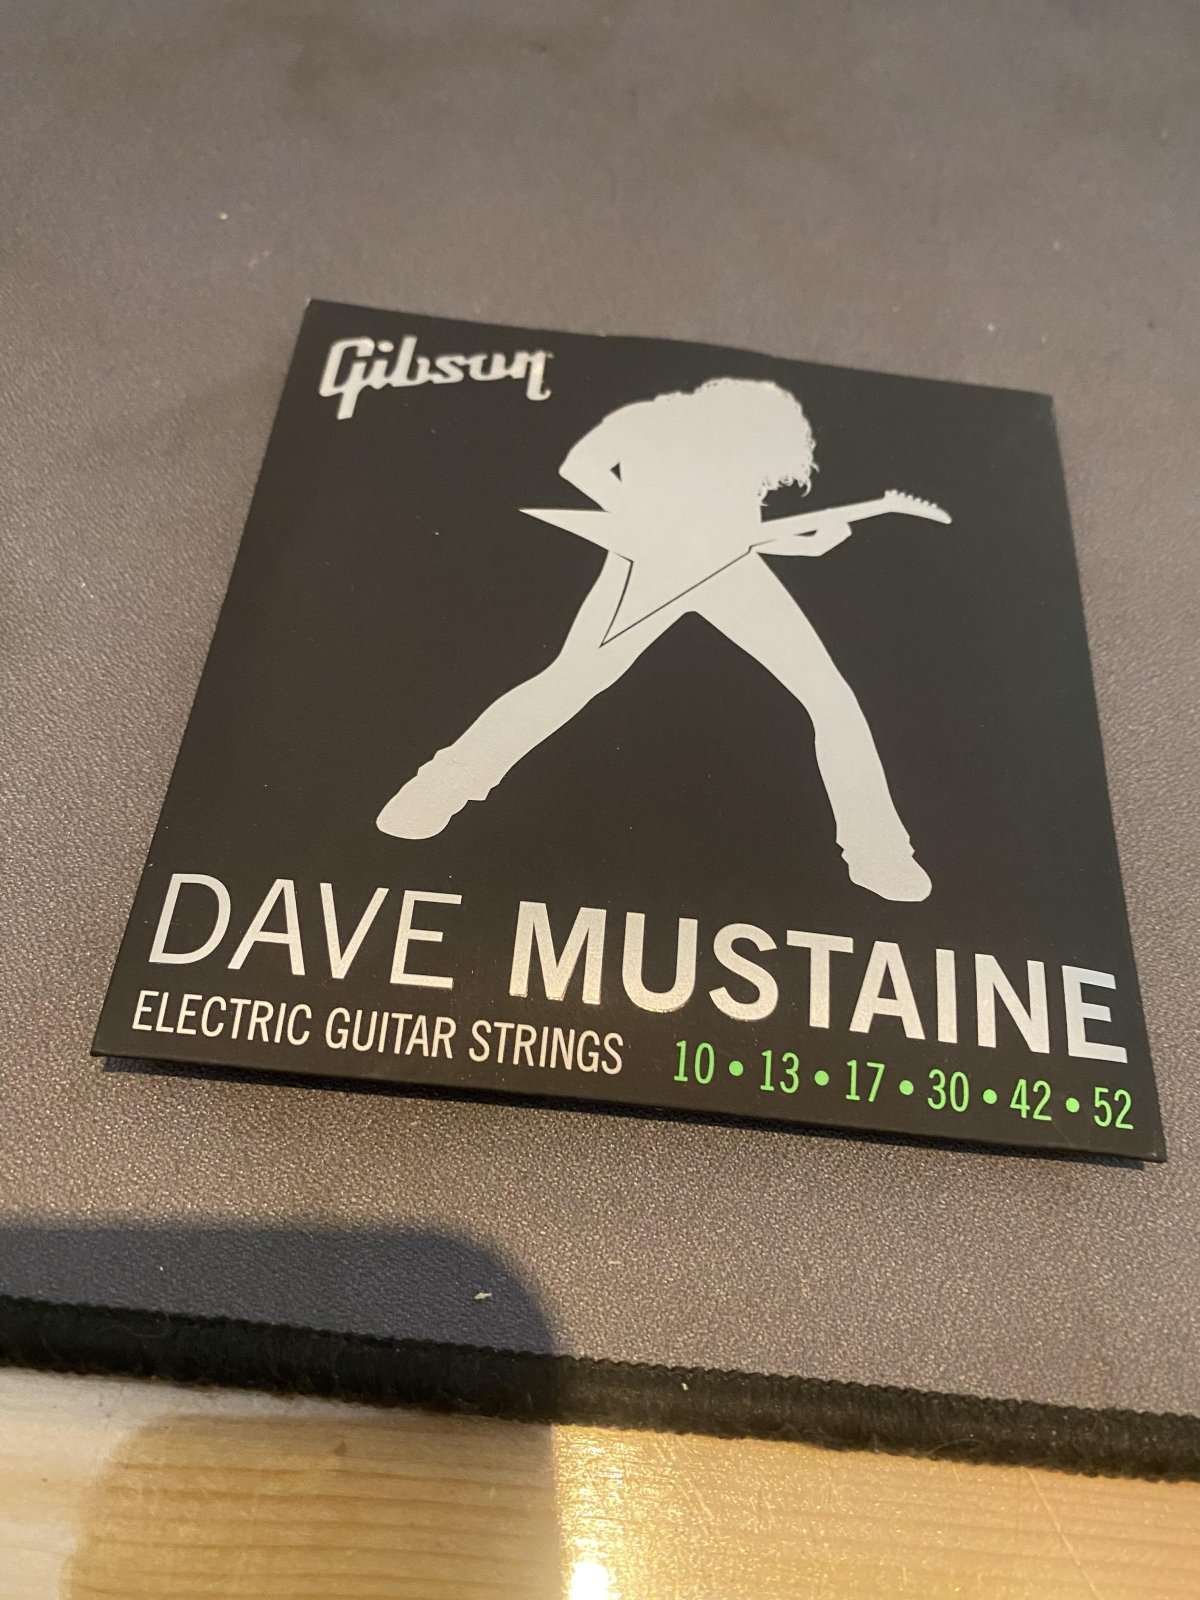 Gibson
DAVE MUSTAINE
ELECTRIC GUITAR STRINGS 10 • 13 • 17 • 30 • 42 • 52